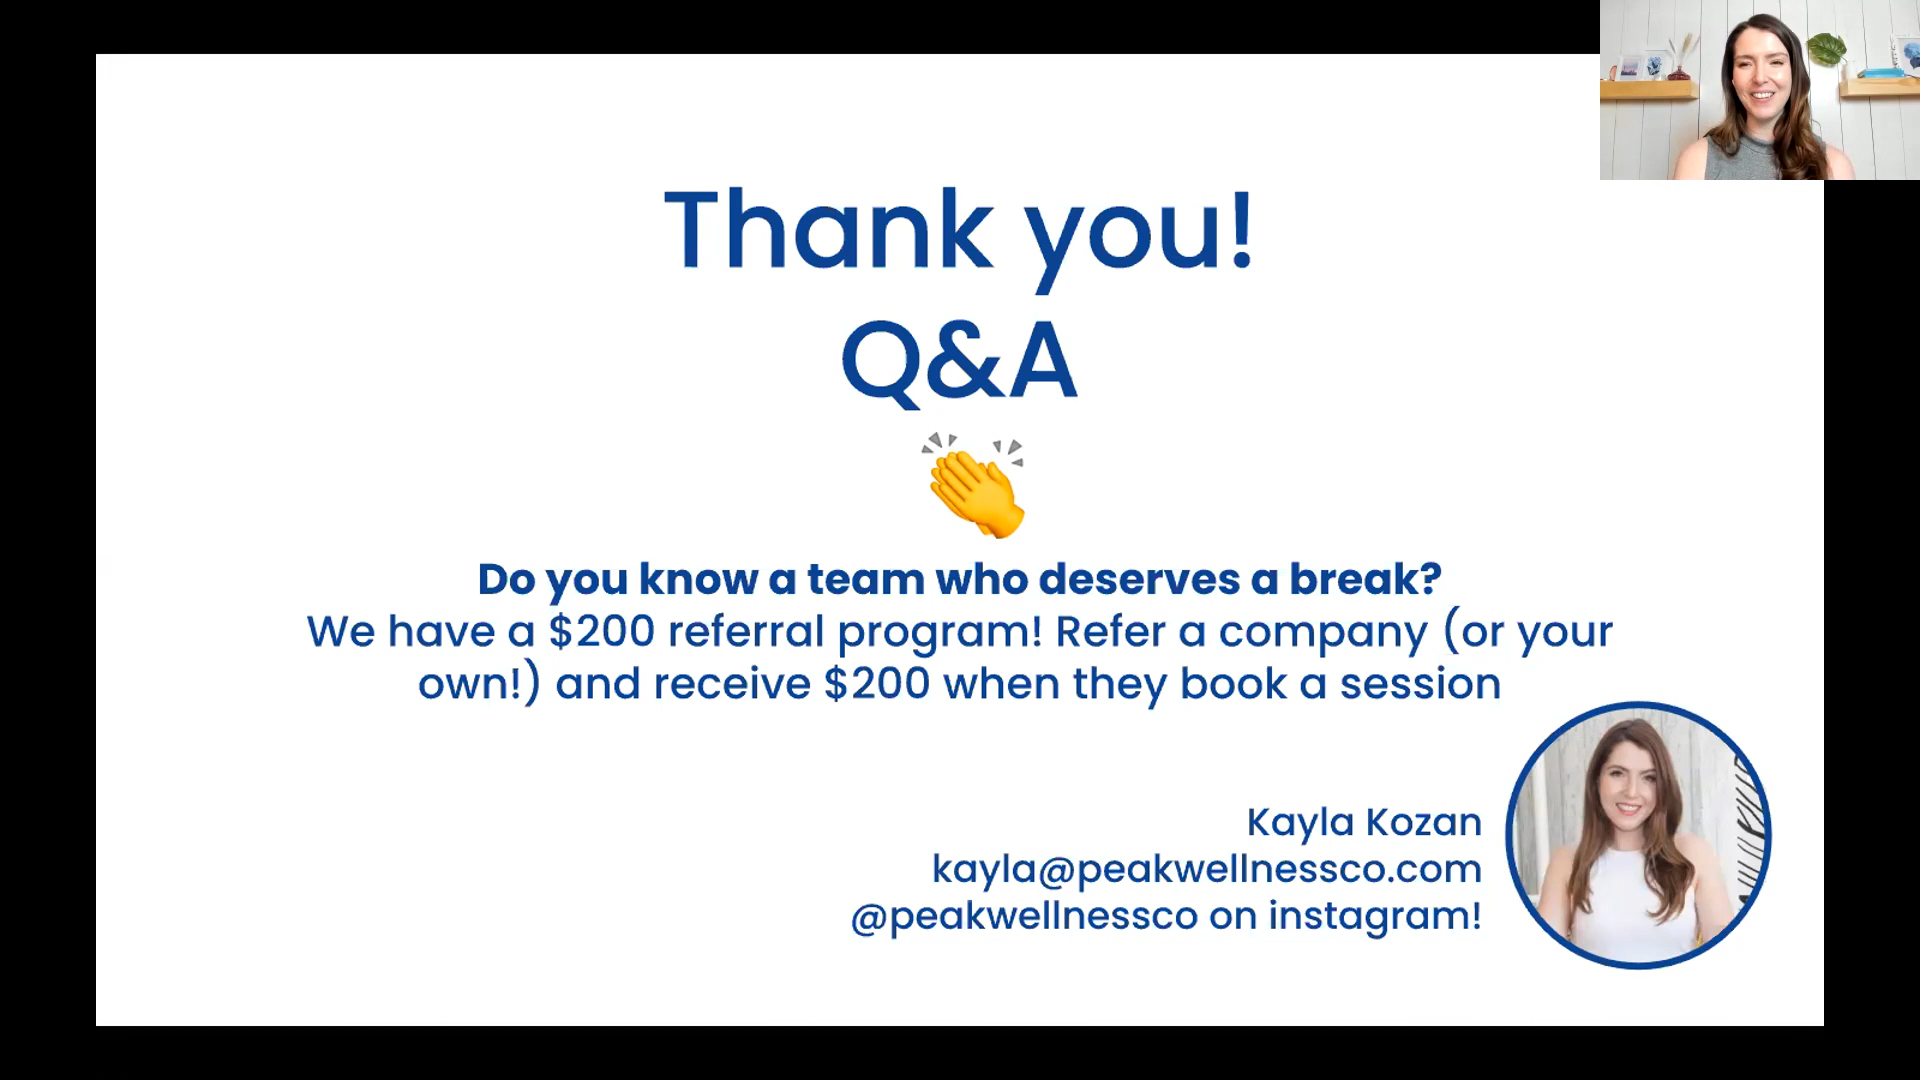 Thank you!
Q&A
Do you know a team who deserves a break?
We have a $200 referral program! Refer a company (or your
own!) and receive $200 when they book a session
Kayla Kozan
kayla@peakwellnessco.com
@peakwellnessco on instagram!